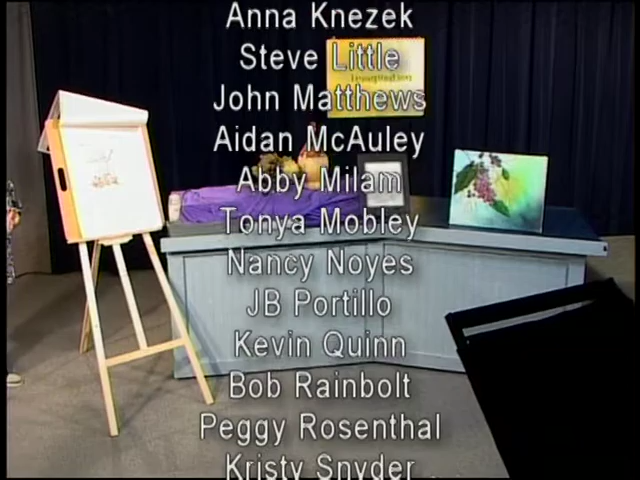 Anna Knezek
Steve Little
John Matthews
Aidan McAuley
Abby Milam
Tonya Mobley
Nancy Noyes
JB Portillo
Kevin Quinn
Bob Rainbolt
Peggy Rosenthal
Kristy Snyder